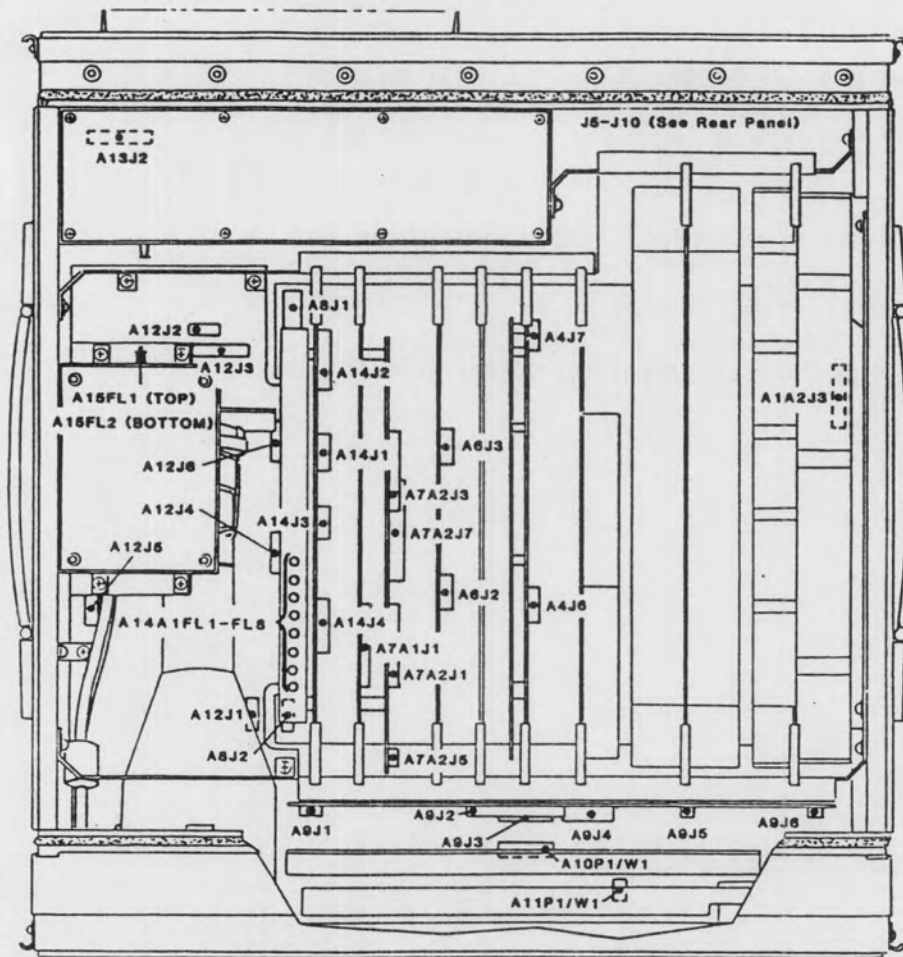 J5-J10 (See Rear Panel)
A13J2
A8J1
A12J2
A4J7
A12J3
A14J2
A15FL1 (TOP)
A1A2J3
A15FL2 (BOTTOM)
A6J3
A14J1
A12J6
A7A2J3
A12J4
A14J3
A7A2J7
A12J5
A6J2
A4J6
A14A1FL1-FL8
A14J4
A7A1J1
A7A2J1
A12J1
A8J2
A7A2J5
A9J1
A9J2
A9J3
A9J4
A9J5
A9J6
A10P1/W1
A11P1/W1